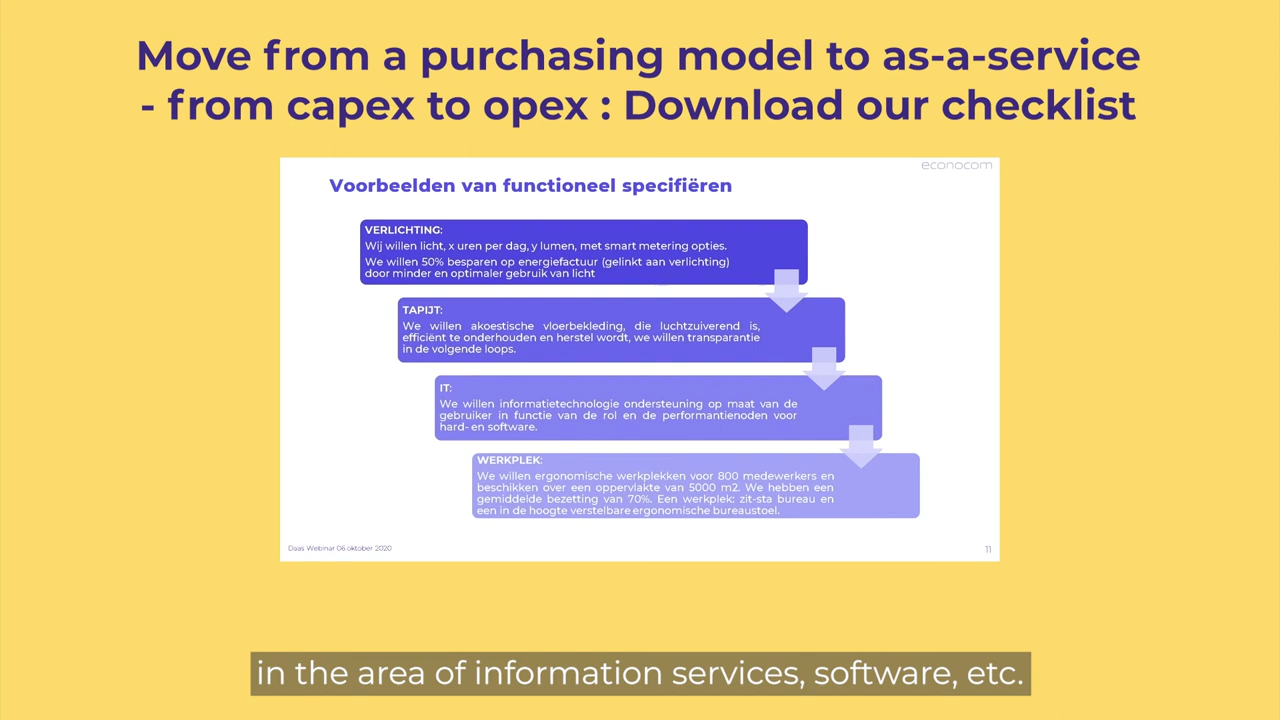 Move from a purchasing model to as-a-service
- from capex to opex : Download our checklist
econocom
Voorbeelden van functioneel specifiëren
VERLICHTING:
Wij willen licht, x uren per dag, y lumen, met smart metering opties.
We willen 50% besparen op energiefactuur (gelinkt aan verlichting)
door minder en optimaler gebruik van licht
TAPIJT:
We willen akoestische vloerbekleding, die luchtzuiverend is,
efficiënt te onderhouden en herstel wordt, we willen transparantie
in de volgende loops.
IT:
We willen informatietechnologie ondersteuning op maat van de
gebruiker in functie van de rol en de performantienoden voor
hard- en software.
WERKPLEK:
We willen ergonomische werkplekken voor 800 medewerkers en
beschikken over een oppervlakte van 5000 m2. We hebben een
gemiddelde bezetting van 70%. Een werkplek: zit-sta bureau en
een in de hoogte verstelbare ergonomische bureaustoel.
Daas Webinar 06 oktober 2020
11
in the area of information services, software, etc.